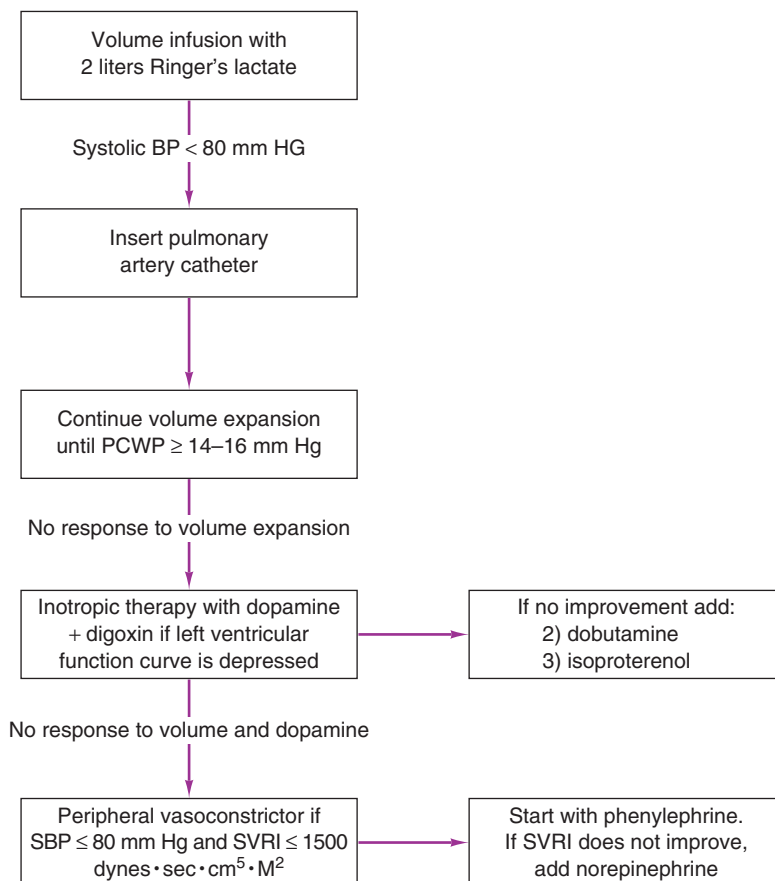 Volume infusion with
2 liters Ringer’s lactate
Systolic BP < 80 mm HG
Insert pulmonary
artery catheter
Continue volume expansion
until PCWP ≥ 14–16 mm Hg
No response to volume expansion
Inotropic therapy with dopamine
+ digoxin if left ventricular
function curve is depressed
If no improvement add:
2) dobutamine
3) isoproterenol
No response to volume and dopamine
Peripheral vasoconstrictor if
SBP ≤ 80 mm Hg and SVRI ≤ 1500
dynes•sec•cm⁵•M²
Start with phenylephrine.
If SVRI does not improve,
add norepinephrine